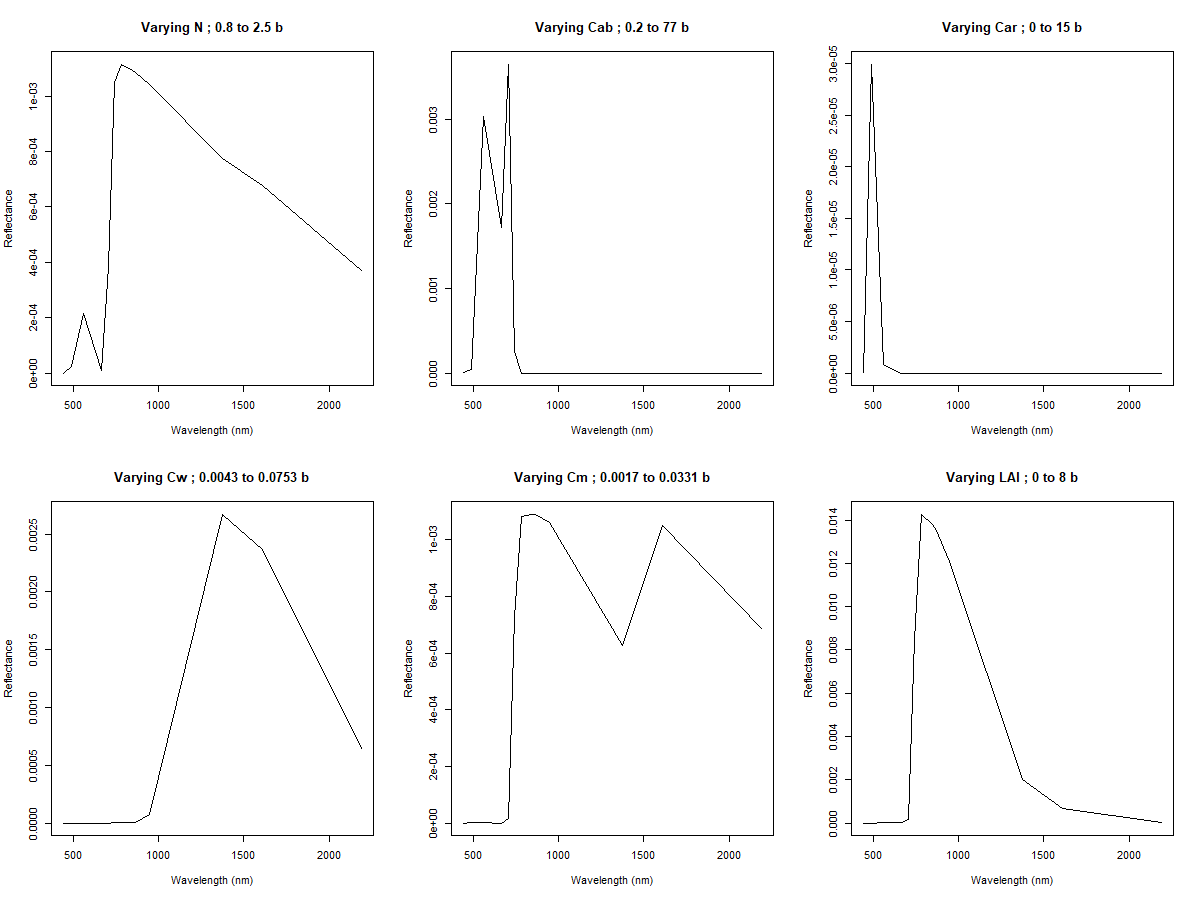 Varying N ; 0.8 to 2.5 b
Reflectance
0e+00 2e-04 4e-04 6e-04 8e-04 1e-03
500 1000 1500 2000
Wavelength (nm)
Varying Cab ; 0.2 to 77 b
Reflectance
0.000 0.001 0.002 0.003
500 1000 1500 2000
Wavelength (nm)
Varying Car ; 0 to 15 b
Reflectance
0.0e+00 5.0e-06 1.0e-05 1.5e-05 2.0e-05 2.5e-05 3.0e-05
500 1000 1500 2000
Wavelength (nm)
Varying Cw ; 0.0043 to 0.0753 b
Reflectance
0.0000 0.0005 0.0010 0.0015 0.0020 0.0025
500 1000 1500 2000
Wavelength (nm)
Varying Cm ; 0.0017 to 0.0331 b
Reflectance
0e+00 2e-04 4e-04 6e-04 8e-04 1e-03
500 1000 1500 2000
Wavelength (nm)
Varying LAI ; 0 to 8 b
Reflectance
0.000 0.002 0.004 0.006 0.008 0.010 0.012 0.014
500 1000 1500 2000
Wavelength (nm)